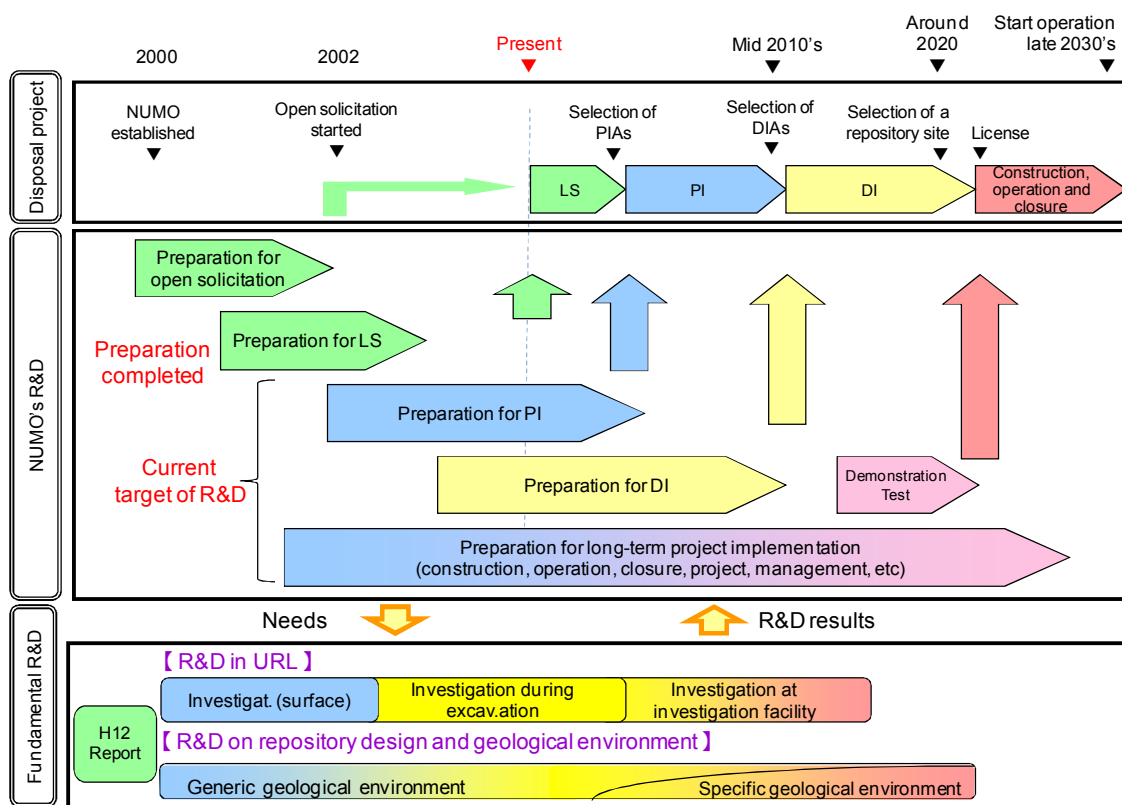 2000
2002
Present
Mid 2010's
Around
2020
Start operation
late 2030's
Disposal project
NUMO
established
Open solicitation
started
Selection of
PIAs
Selection of
DIAs
Selection of a
repository site
License
LS
PI
DI
Construction,
operation and
closure
NUMO's R&D
Preparation for
open solicitation
Preparation for LS
Preparation
completed
Preparation for PI
Current
target of R&D
Preparation for DI
Demonstration
Test
Preparation for long-term project implementation
(construction, operation, closure, project, management, etc)
Needs
R&D results
Fundamental R&D
【 R&D in URL 】
Investigat. (surface)
Investigation during
excav.ation
Investigation at
investigation facility
H12
Report
【 R&D on repository design and geological environment 】
Generic geological environment
Specific geological environment